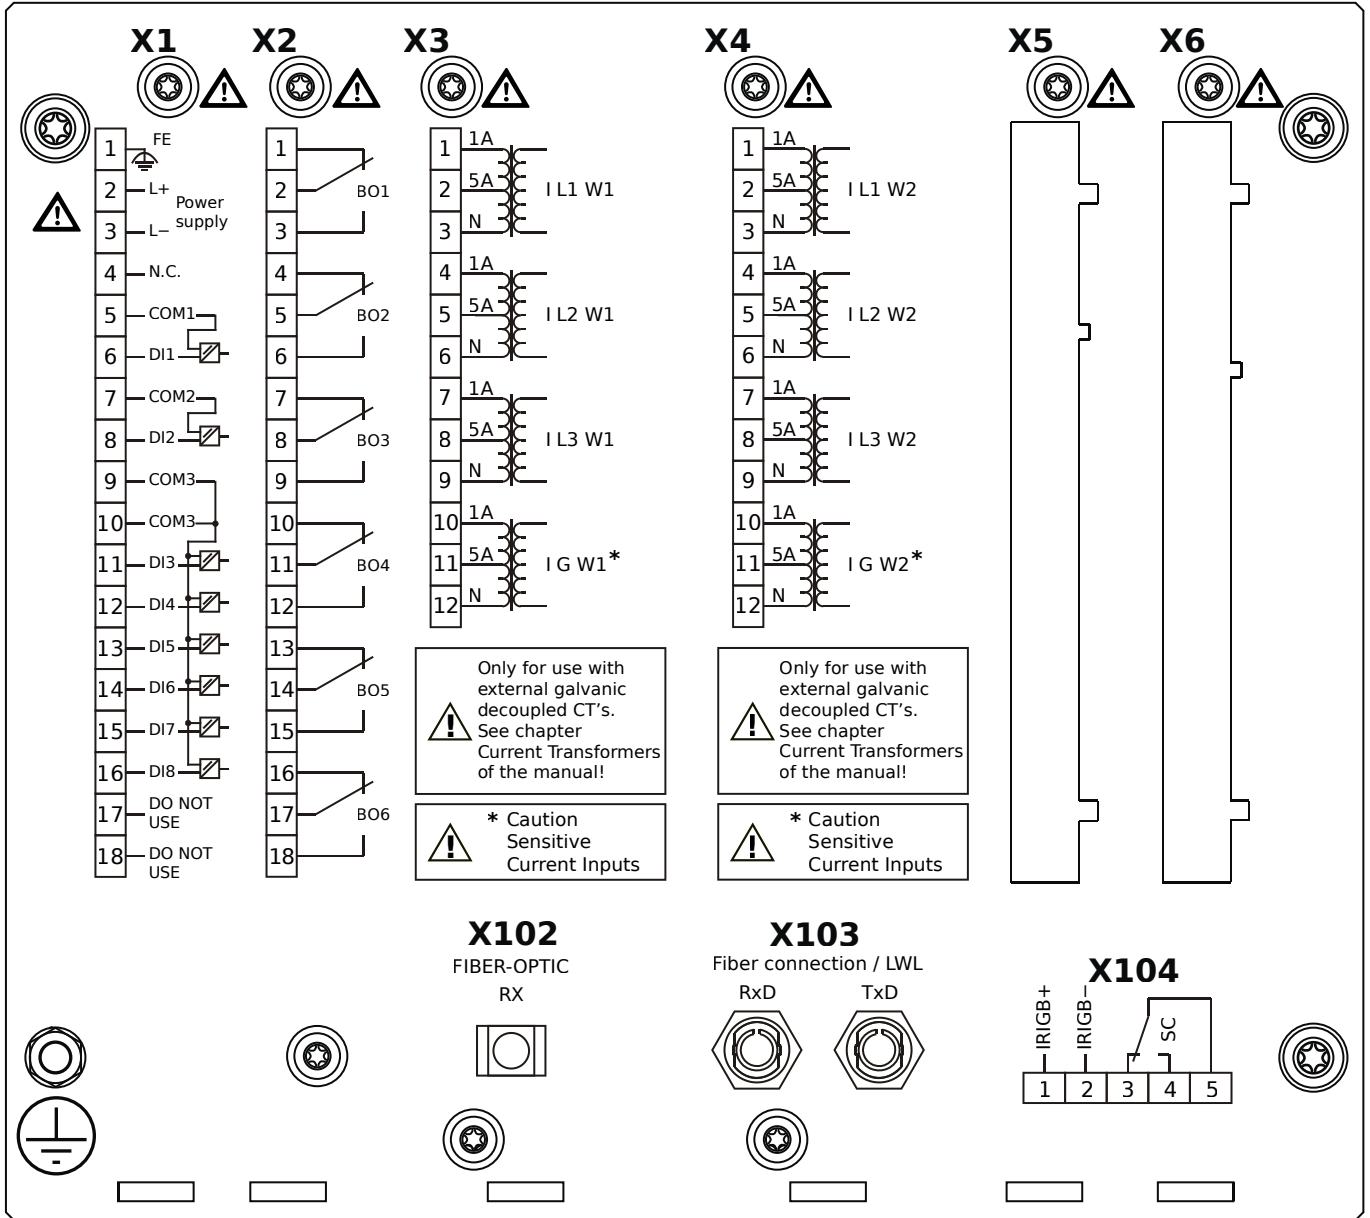 X1
X2
X3
X4
X5
X6
1
FE
2
L+
Power
supply
3
L−
4
N.C.
5
COM1
6
DI1
7
COM2
8
DI2
9
COM3
10
COM3
11
DI3
12
DI4
13
DI5
14
DI6
15
DI7
16
DI8
17
DO NOT
USE
18
DO NOT
USE
1
2
BO1
3
4
5
BO2
6
7
8
BO3
9
10
11
BO4
12
13
14
BO5
15
16
17
BO6
18
1
1A
2
5A
I L1 W1
3
N
4
1A
5
5A
I L2 W1
6
N
7
1A
8
5A
I L3 W1
9
N
10
1A
11
5A
I G W1*
12
N
Only for use with
external galvanic
decoupled CT's.
See chapter
Current Transformers
of the manual!
* Caution
Sensitive
Current Inputs
1
1A
2
5A
I L1 W2
3
N
4
1A
5
5A
I L2 W2
6
N
7
1A
8
5A
I L3 W2
9
N
10
1A
11
5A
I G W2*
12
N
Only for use with
external galvanic
decoupled CT's.
See chapter
Current Transformers
of the manual!
* Caution
Sensitive
Current Inputs
X102
FIBER-OPTIC
RX
X103
Fiber connection / LWL
RxD
TxD
X104
IRIGB+
IRIGB−
SC
1
2
3
4
5